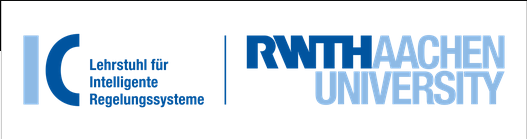 IC
Lehrstuhl für
Intelligente
Regelungssysteme
RWTHAACHEN
UNIVERSITY